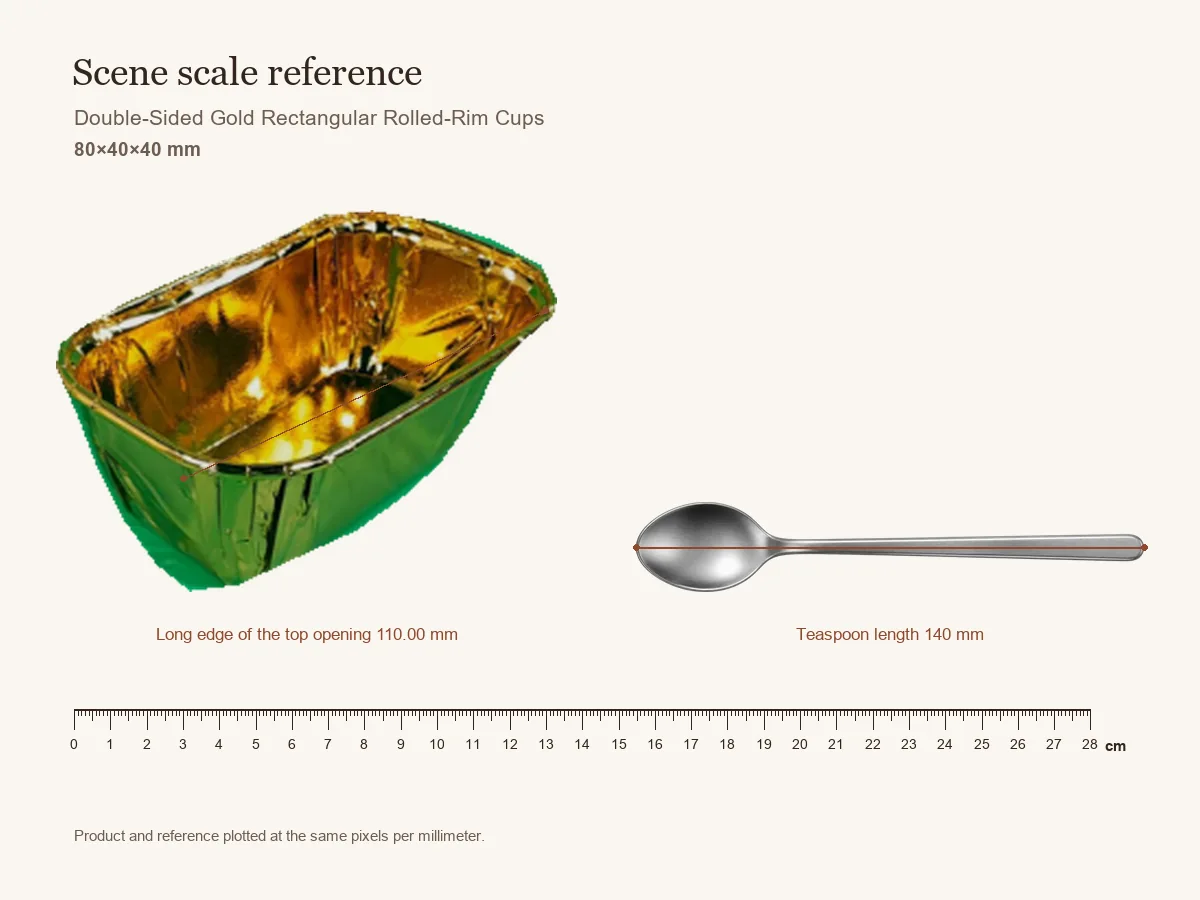 Scene scale reference
Double-Sided Gold Rectangular Rolled-Rim Cups
80×40×40 mm
Long edge of the top opening 110.00 mm
Teaspoon length 140 mm
0 1 2 3 4 5 6 7 8 9 10 11 12 13 14 15 16 17 18 19 20 21 22 23 24 25 26 27 28 cm
Product and reference plotted at the same pixels per millimeter.